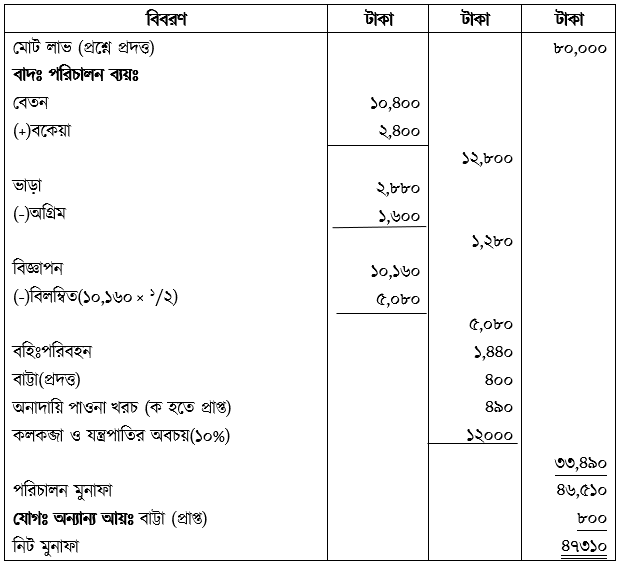 বিবরণ টাকা টাকা টাকা
মোট লাভ (প্রশ্নে প্রদত্ত) ৮০,০০০
বাদঃ পরিচালন ব্যয়ঃ
বেতন ১০,৪০০
(+)বকেয়া ২,৪০০
১২,৮০০
ভাড়া ২,৮৮০
(-)অগ্রিম ১,৬০০
১,২৮০
বিজ্ঞাপন ১০,১৬০
(-)বিলম্বিত(১০,১৬০ × ১/২) ৫,০৮০
৫,০৮০
বহিঃপরিবহন ১,৪৪০
বাট্টা(প্রদত্ত) ৪০০
অনাদায়ি পাওনা খরচ (ক হতে প্রাপ্ত) ৪৯০
কলকব্জা ও যন্ত্রপাতির অবচয়(১০%) ১২০০০
৩৩,৪৯০
পরিচালন মুনাফা ৪৬,৫১০
যোগঃ অন্যান্য আয়ঃ বাট্টা (প্রাপ্ত) ৮০০
নিট মুনাফা ৪৭৩১০